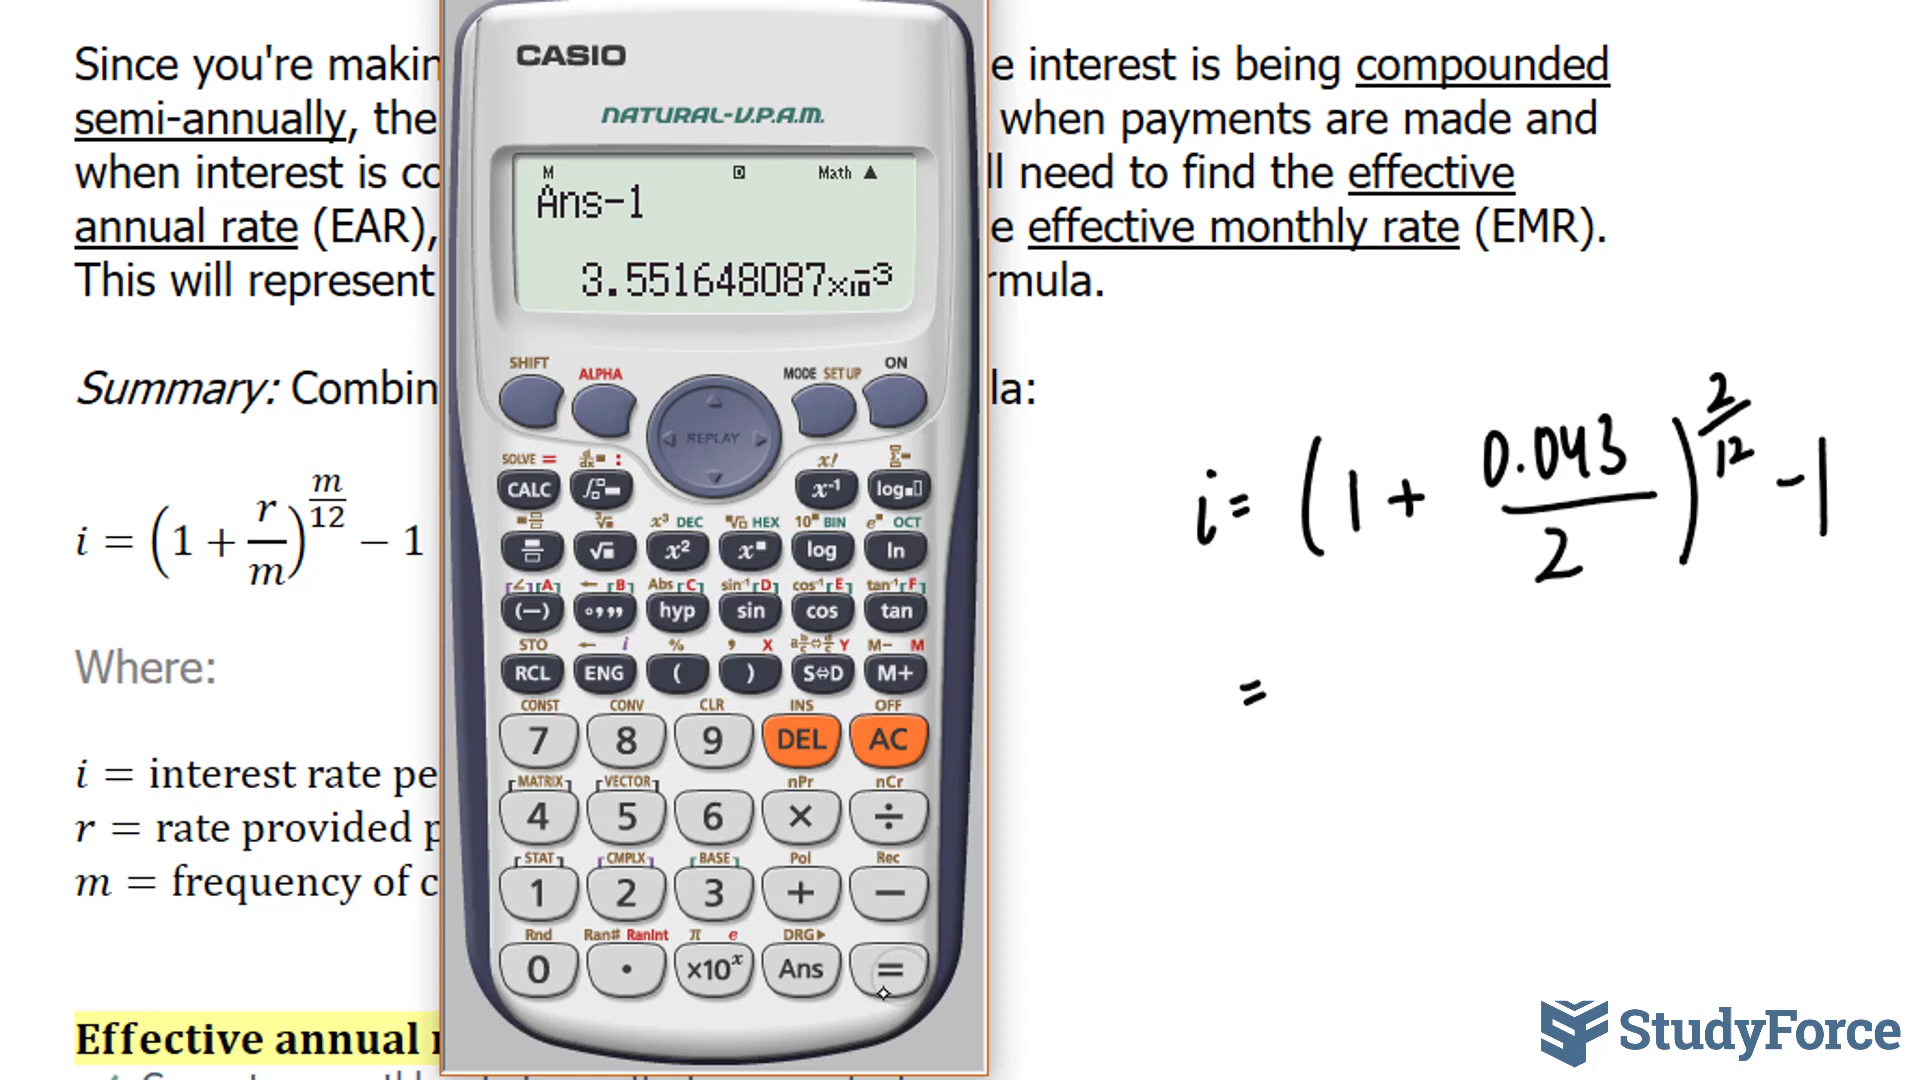 Since you're makin e interest is being compounded
semi-annually, the when payments are made and
when interest is co ll need to find the effective
annual rate (EAR), e effective monthly rate (EMR).
This will represent rmula.
Summary: Combin la:
i = (1 + r/m)^(m/12) − 1
Where:
i = interest rate pe
r = rate provided p
m = frequency of c
Effective annual r
CASIO
NATURAL-V.P.A.M.
M D Math ▲
Ans-1
3.551648087×10⁻³
SHIFT ALPHA MODE SETUP ON
REPLAY
SOLVE = d/dx : x!
CALC x⁻¹ log
x³ DEC HEX 10 BIN e OCT
√ x² x log ln
∠ A ← B Abs C sin⁻¹ D cos⁻¹ E tan⁻¹ F
(−) hyp sin cos tan
STO ← i % , X Y M− M
RCL ENG ( ) S⇔D M+
CONST CONV CLR INS OFF
7 8 9 DEL AC
MATRIX VECTOR nPr nCr
4 5 6 × ÷
STAT CMPLX BASE Pol Rec
1 2 3 + −
Rnd Ran# RanInt π e DRG▶
0 . ×10ˣ Ans =
i = (1 + 0.043/2)^(2/12) - 1
=
StudyForce